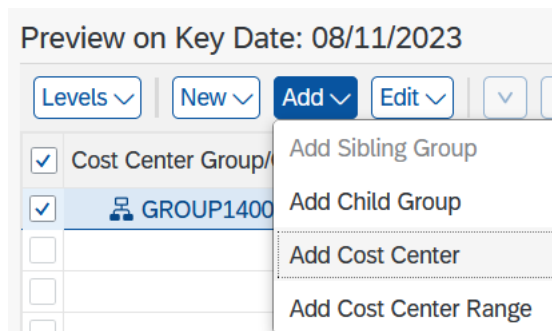 Preview on Key Date: 08/11/2023
Levels New Add Edit
Add Sibling Group
Cost Center Group/
Add Child Group
GROUP1400
Add Cost Center
Add Cost Center Range